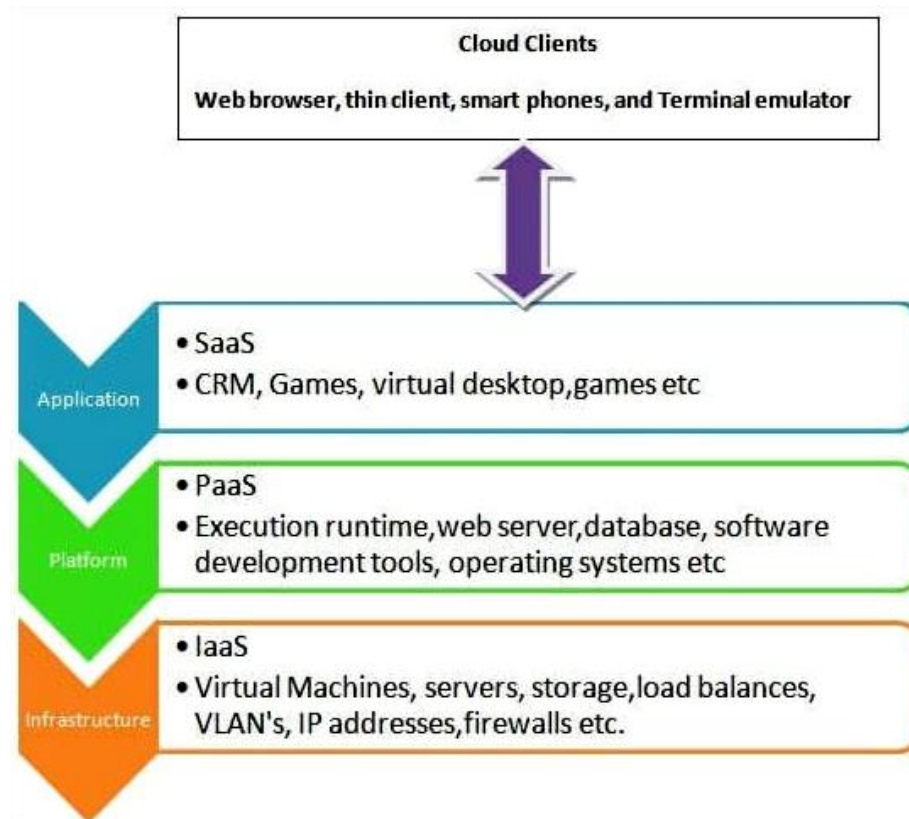 Cloud Clients
Web browser, thin client, smart phones, and Terminal emulator
Application
• SaaS
• CRM, Games, virtual desktop,games etc
Platform
• PaaS
• Execution runtime,web server,database, software
development tools, operating systems etc
Infrastructure
• IaaS
• Virtual Machines, servers, storage,load balances,
VLAN's, IP addresses,firewalls etc.